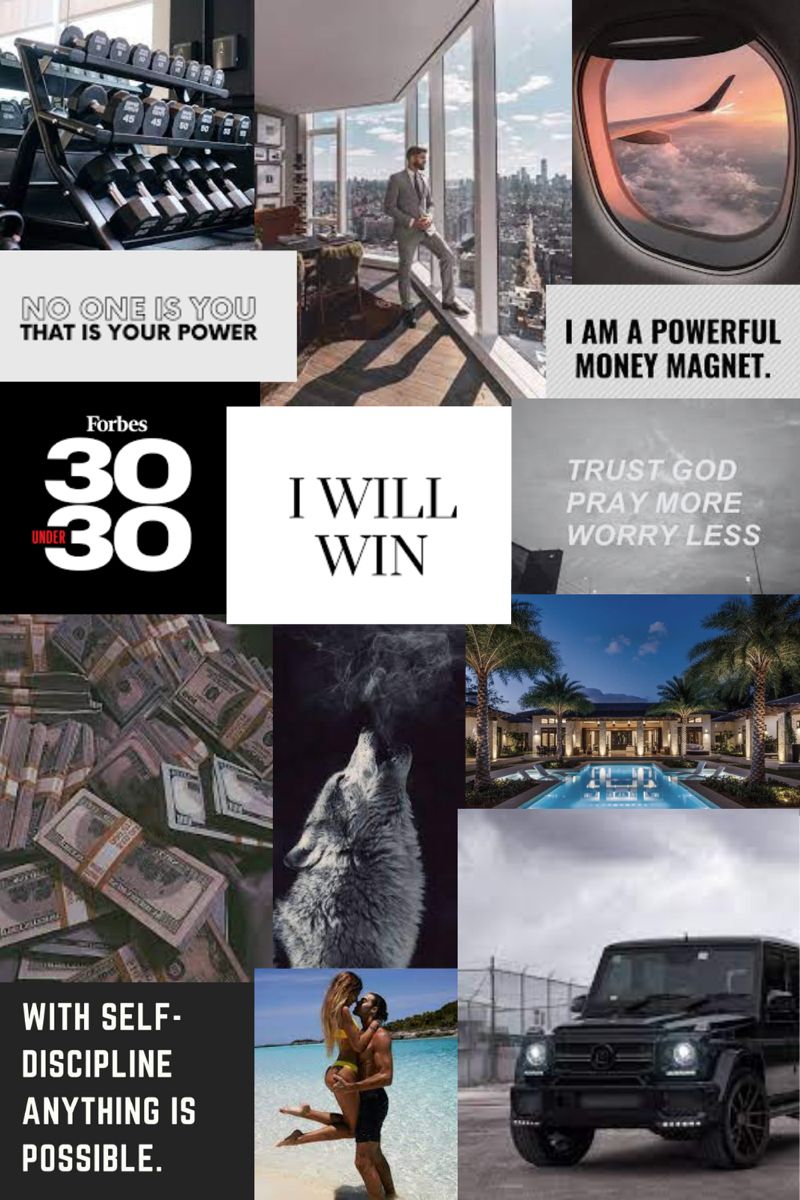 NO ONE IS YOU
THAT IS YOUR POWER
I AM A POWERFUL
MONEY MAGNET.
Forbes
30
UNDER
30
I WILL
WIN
TRUST GOD
PRAY MORE
WORRY LESS
WITH SELF-
DISCIPLINE
ANYTHING IS
POSSIBLE.